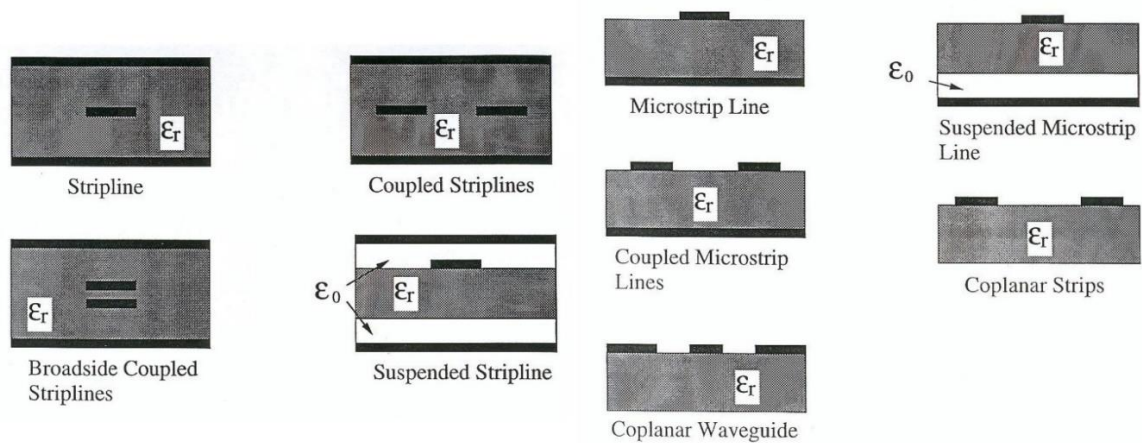 εr
Stripline
εr
Coupled Striplines
εr
Broadside Coupled
Striplines
ε0
εr
Suspended Stripline
εr
Microstrip Line
ε0
εr
Suspended Microstrip
Line
εr
Coupled Microstrip
Lines
εr
Coplanar Strips
εr
Coplanar Waveguide